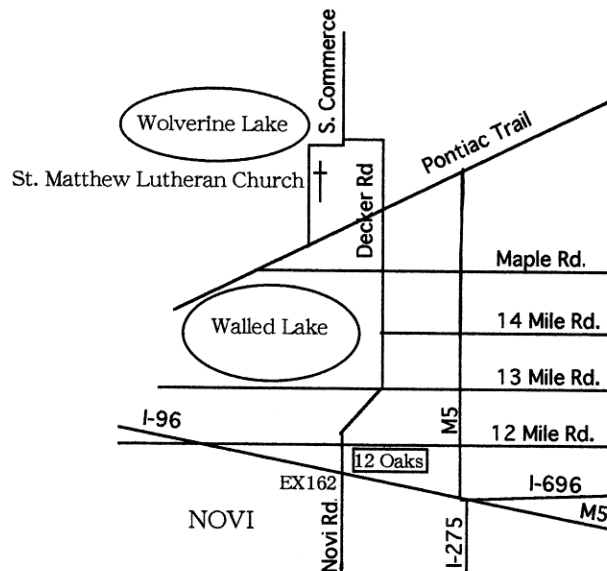 S. Commerce
Wolverine Lake
Pontiac Trail
St. Matthew Lutheran Church
Decker Rd
Maple Rd.
Walled Lake
14 Mile Rd.
13 Mile Rd.
I-96
M5
12 Mile Rd.
12 Oaks
EX162
I-696
M5
NOVI
Novi Rd.
I-275